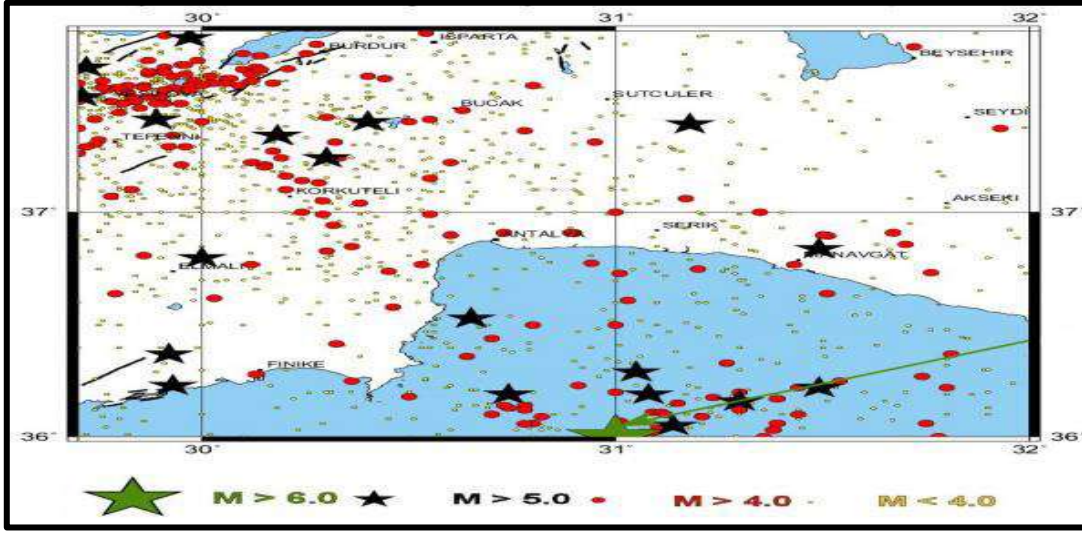 30° 31° 32°
BURDUR ISPARTA
BEYSEHIR
BUCAK SUTCULER
SEYDI
TEFENNI
KORKUTELI AKSEKI
37° 37°
ANTALYA SERIK
ELMALI MANAVGAT
FINIKE
36° 36°
30° 31° 32°
M > 6.0 M > 5.0 M > 4.0 M < 4.0